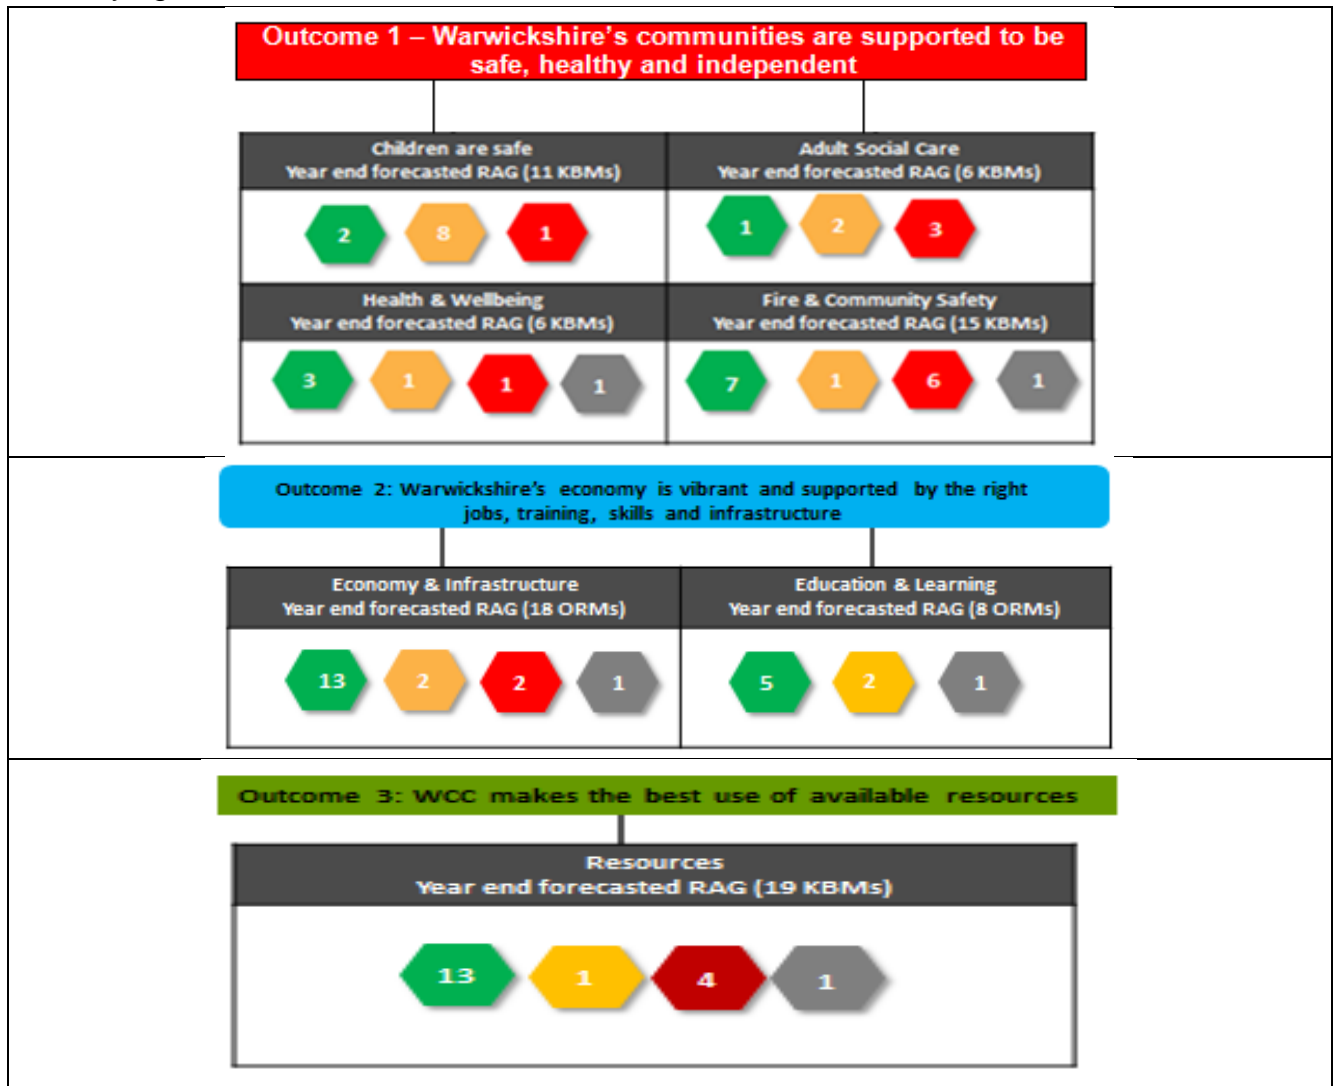 Outcome 1 – Warwickshire's communities are supported to be
safe, healthy and independent
Children are safe
Year end forecasted RAG (11 KBMs)
2 8 1
Adult Social Care
Year end forecasted RAG (6 KBMs)
1 2 3
Health & Wellbeing
Year end forecasted RAG (6 KBMs)
3 1 1 1
Fire & Community Safety
Year end forecasted RAG (15 KBMs)
7 1 6 1
Outcome 2: Warwickshire's economy is vibrant and supported by the right
jobs, training, skills and infrastructure
Economy & Infrastructure
Year end forecasted RAG (18 ORMs)
13 2 2 1
Education & Learning
Year end forecasted RAG (8 ORMs)
5 2 1
Outcome 3: WCC makes the best use of available resources
Resources
Year end forecasted RAG (19 KBMs)
13 1 4 1